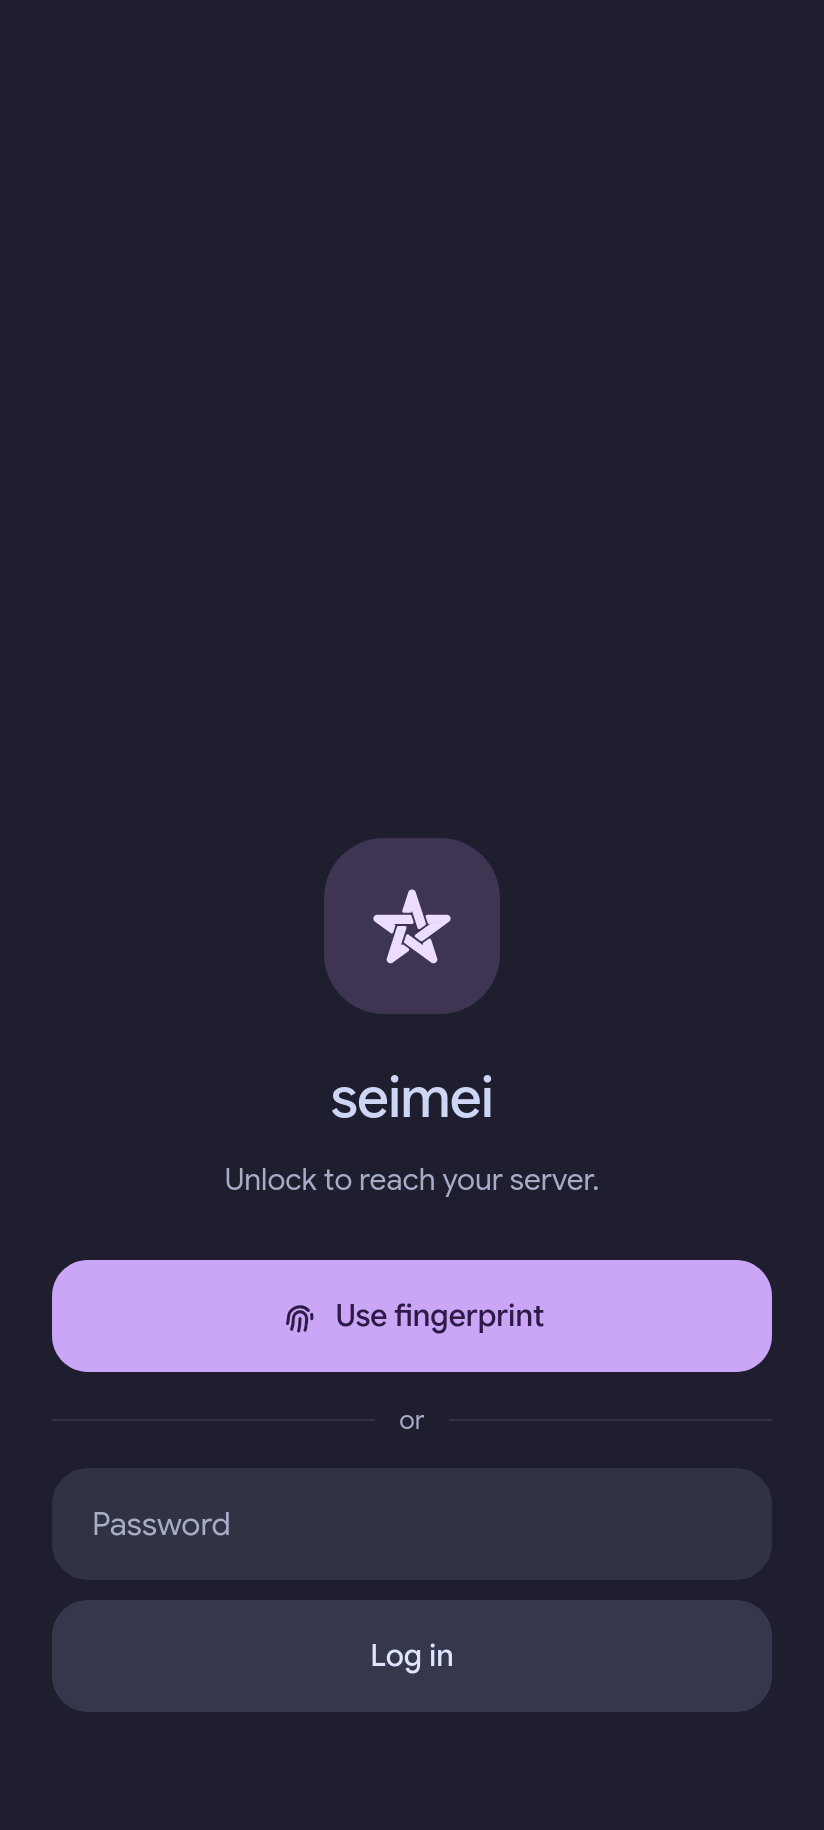 seimei
Unlock to reach your server.
Use fingerprint
or
Password
Log in